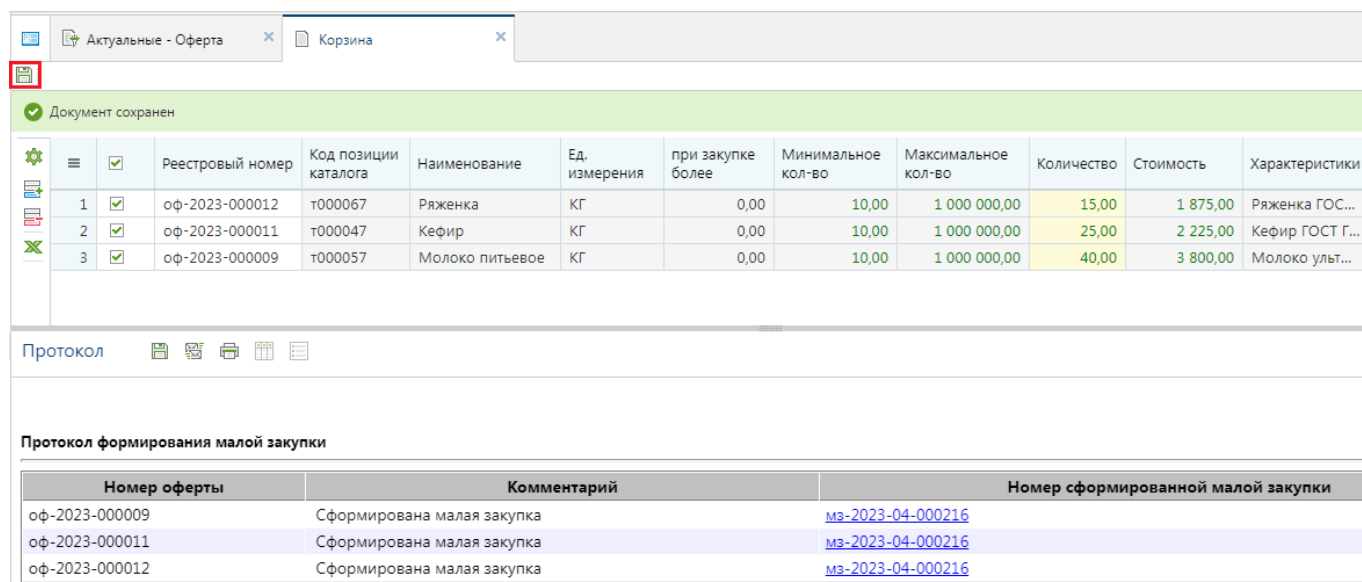 Актуальные - Оферта
Корзина
Документ сохранен
Реестровый номер Код позиции каталога Наименование Ед. измерения при закупке более Минимальное кол-во Максимальное кол-во Количество Стоимость Характеристики
1 оф-2023-000012 т000067 Ряженка КГ 0,00 10,00 1 000 000,00 15,00 1 875,00 Ряженка ГОС...
2 оф-2023-000011 т000047 Кефир КГ 0,00 10,00 1 000 000,00 25,00 2 225,00 Кефир ГОСТ Г...
3 оф-2023-000009 т000057 Молоко питьевое КГ 0,00 10,00 1 000 000,00 40,00 3 800,00 Молоко ульт...
Протокол
Протокол формирования малой закупки
Номер оферты Комментарий Номер сформированной малой закупки
оф-2023-000009 Сформирована малая закупка мз-2023-04-000216
оф-2023-000011 Сформирована малая закупка мз-2023-04-000216
оф-2023-000012 Сформирована малая закупка мз-2023-04-000216